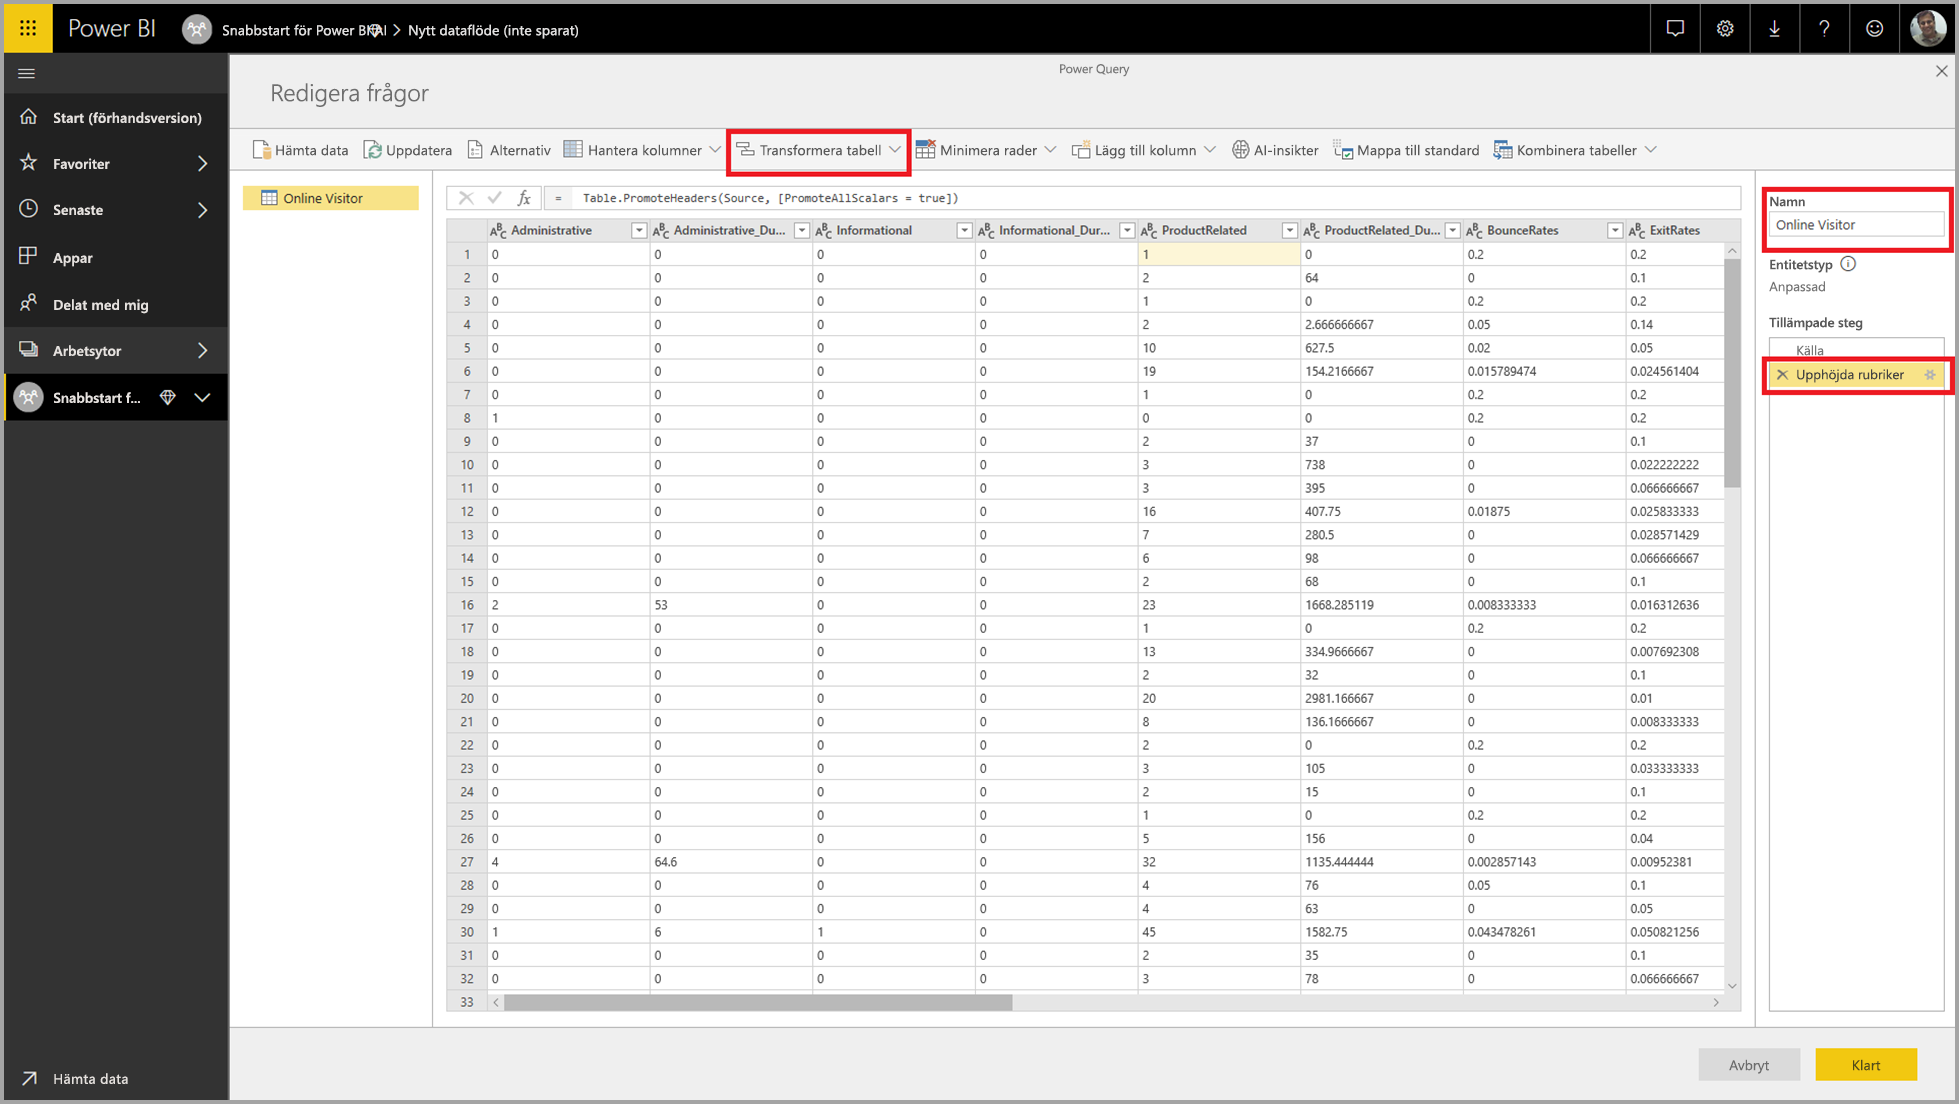 Power BI
Snabbstart för Power BI AI > Nytt dataflöde (inte sparat)
Power Query
Redigera frågor
Start (förhandsversion)
Favoriter
Senaste
Appar
Delat med mig
Arbetsytor
Snabbstart f...
Hämta data
Hämta data Uppdatera Alternativ Hantera kolumner Transformera tabell Minimera rader Lägg till kolumn AI-insikter Mappa till standard Kombinera tabeller
Online Visitor
fx = Table.PromoteHeaders(Source, [PromoteAllScalars = true])
ABC Administrative ABC Administrative_Du... ABC Informational ABC Informational_Dur... ABC ProductRelated ABC ProductRelated_Du... ABC BounceRates ABC ExitRates
1 0 0 0 0 1 0 0.2 0.2
2 0 0 0 0 2 64 0 0.1
3 0 0 0 0 1 0 0.2 0.2
4 0 0 0 0 2 2.666666667 0.05 0.14
5 0 0 0 0 10 627.5 0.02 0.05
6 0 0 0 0 19 154.2166667 0.015789474 0.024561404
7 0 0 0 0 1 0 0.2 0.2
8 1 0 0 0 0 0 0.2 0.2
9 0 0 0 0 2 37 0 0.1
10 0 0 0 0 3 738 0 0.022222222
11 0 0 0 0 3 395 0 0.066666667
12 0 0 0 0 16 407.75 0.01875 0.025833333
13 0 0 0 0 7 280.5 0 0.028571429
14 0 0 0 0 6 98 0 0.066666667
15 0 0 0 0 2 68 0 0.1
16 2 53 0 0 23 1668.285119 0.008333333 0.016312636
17 0 0 0 0 1 0 0.2 0.2
18 0 0 0 0 13 334.9666667 0 0.007692308
19 0 0 0 0 2 32 0 0.1
20 0 0 0 0 20 2981.166667 0 0.01
21 0 0 0 0 8 136.1666667 0 0.008333333
22 0 0 0 0 2 0 0.2 0.2
23 0 0 0 0 3 105 0 0.033333333
24 0 0 0 0 2 15 0 0.1
25 0 0 0 0 1 0 0.2 0.2
26 0 0 0 0 5 156 0 0.04
27 4 64.6 0 0 32 1135.444444 0.002857143 0.00952381
28 0 0 0 0 4 76 0.05 0.1
29 0 0 0 0 4 63 0 0.05
30 1 6 1 0 45 1582.75 0.043478261 0.050821256
31 0 0 0 0 2 35 0 0.1
32 0 0 0 0 3 78 0 0.066666667
33
Namn
Online Visitor
Entitetstyp
Anpassad
Tillämpade steg
Källa
Upphöjda rubriker
Avbryt Klart